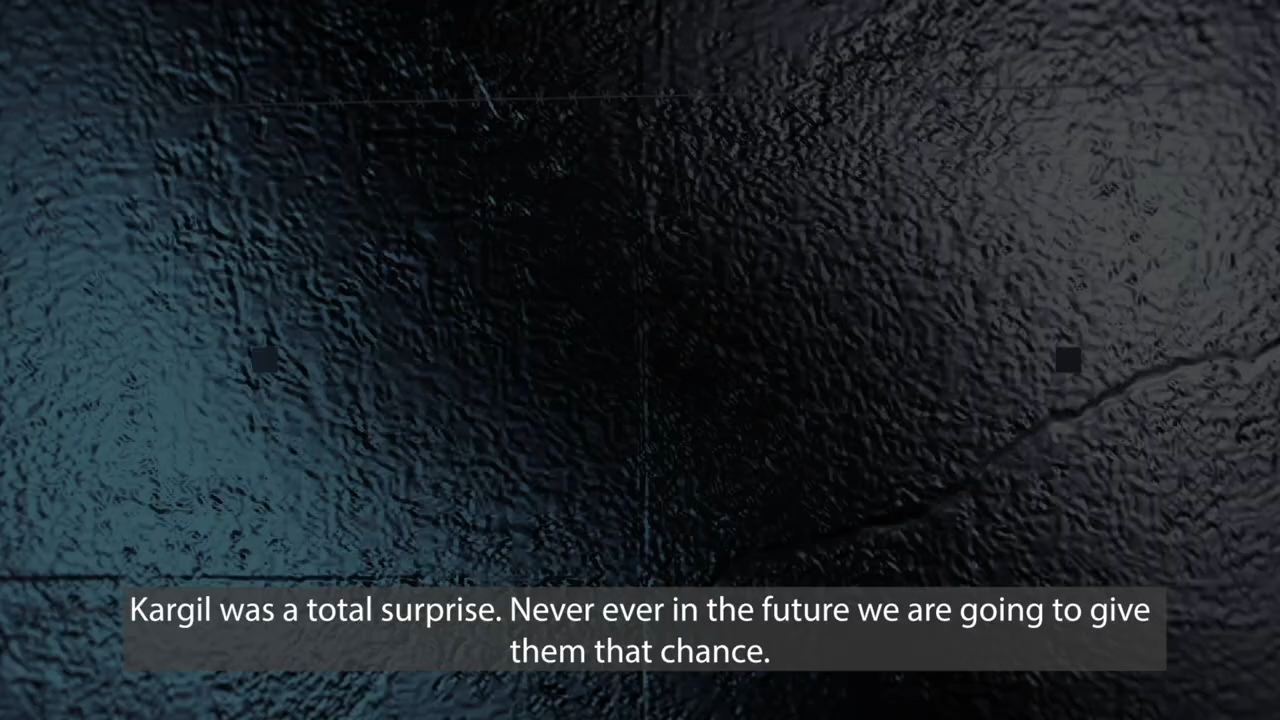 Kargil was a total surprise. Never ever in the future we are going to give
them that chance.